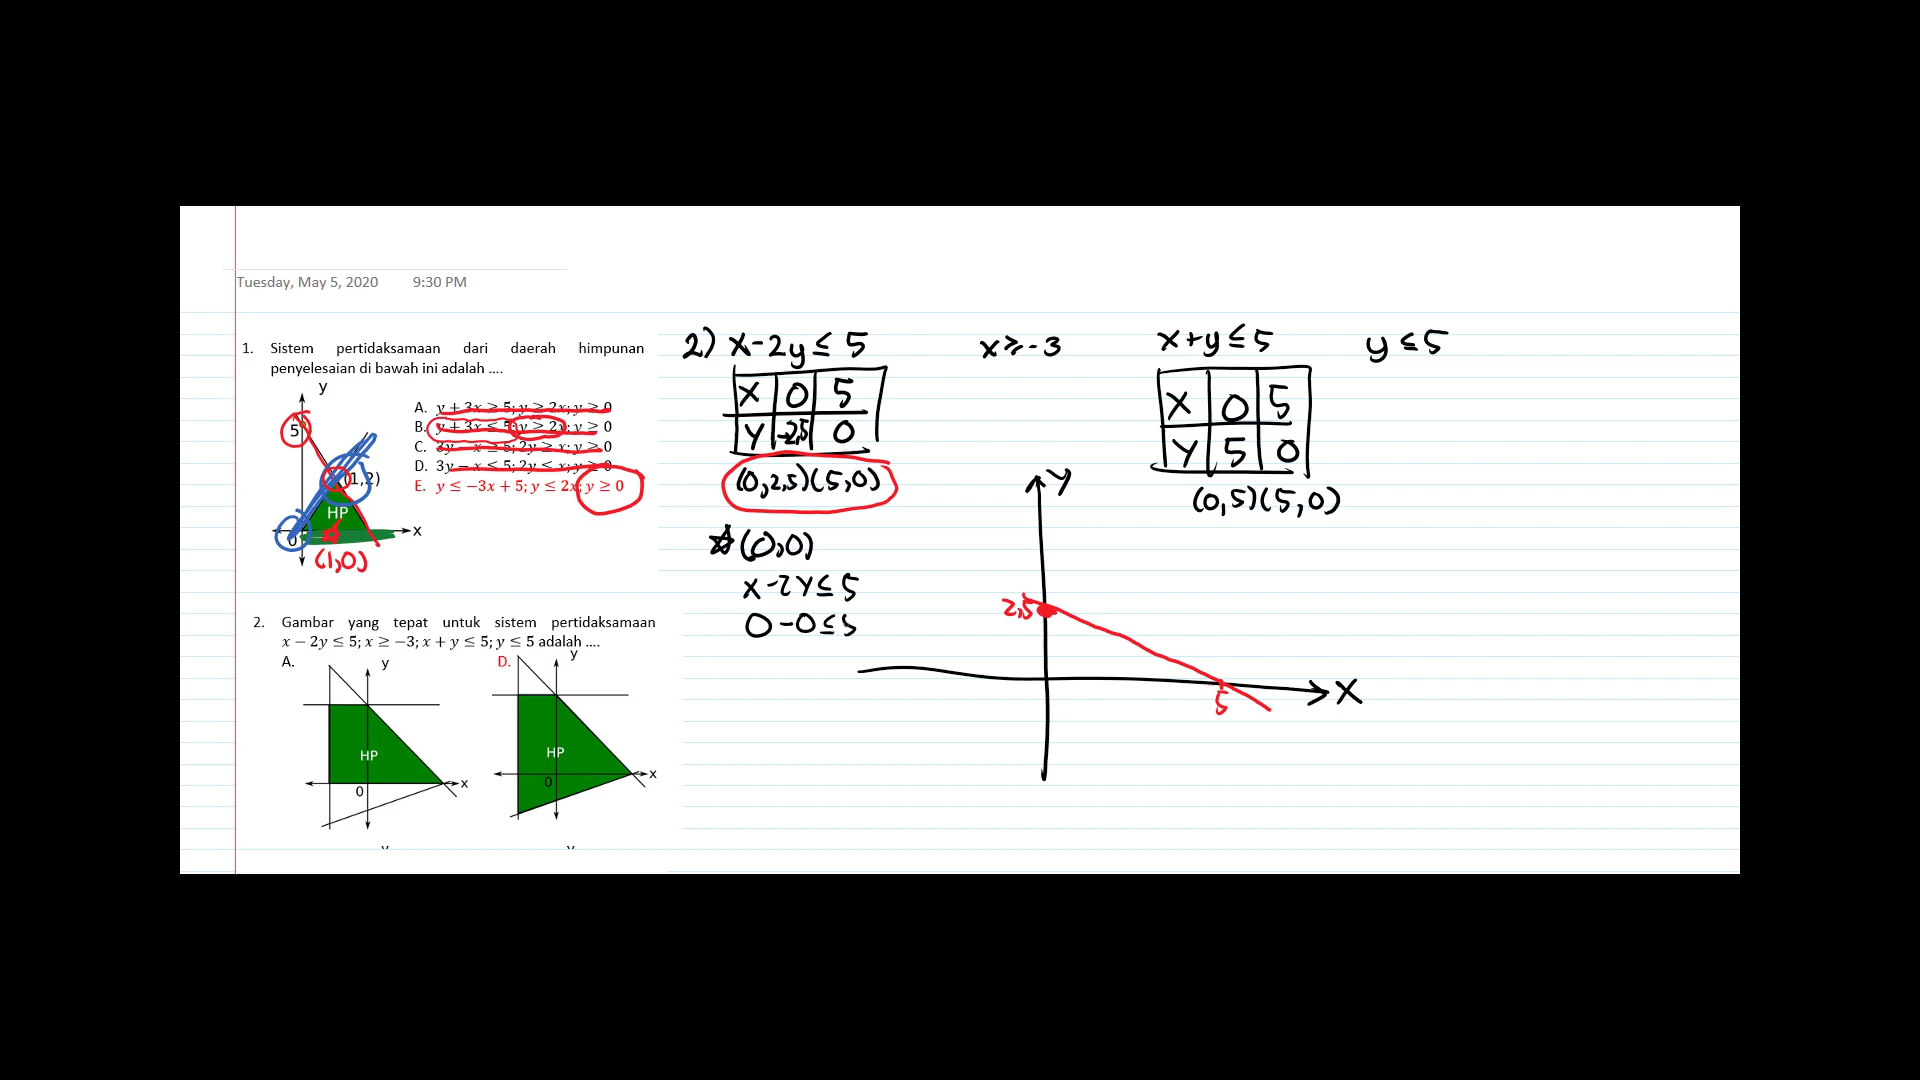 Tuesday, May 5, 2020 9:30 PM
1. Sistem pertidaksamaan dari daerah himpunan
penyelesaian di bawah ini adalah ....
y
5
(1,2)
HP
0
x
(1,0)
A. y + 3x ≥ 5; y ≥ 2x; y ≥ 0
B. y + 3x ≤ 5; y ≥ 2x; y ≥ 0
C. 3y − x ≥ 5; 2y ≥ x; y ≥ 0
D. 3y − x ≤ 5; 2y ≤ x; y ≥ 0
E. y ≤ −3x + 5; y ≤ 2x; y ≥ 0
2. Gambar yang tepat untuk sistem pertidaksamaan
x − 2y ≤ 5; x ≥ −3; x + y ≤ 5; y ≤ 5 adalah ....
A.
y
HP
0
x
D.
y
HP
0
x
2) x-2y ≤ 5
x 0 5
y -2,5 0
(0,2,5)(5,0)
(0,0)
x-2y ≤ 5
0-0 ≤ 5
x ≥ -3
x+y ≤ 5
x 0 5
y 5 0
(0,5)(5,0)
y ≤ 5
y
2,5
5
x